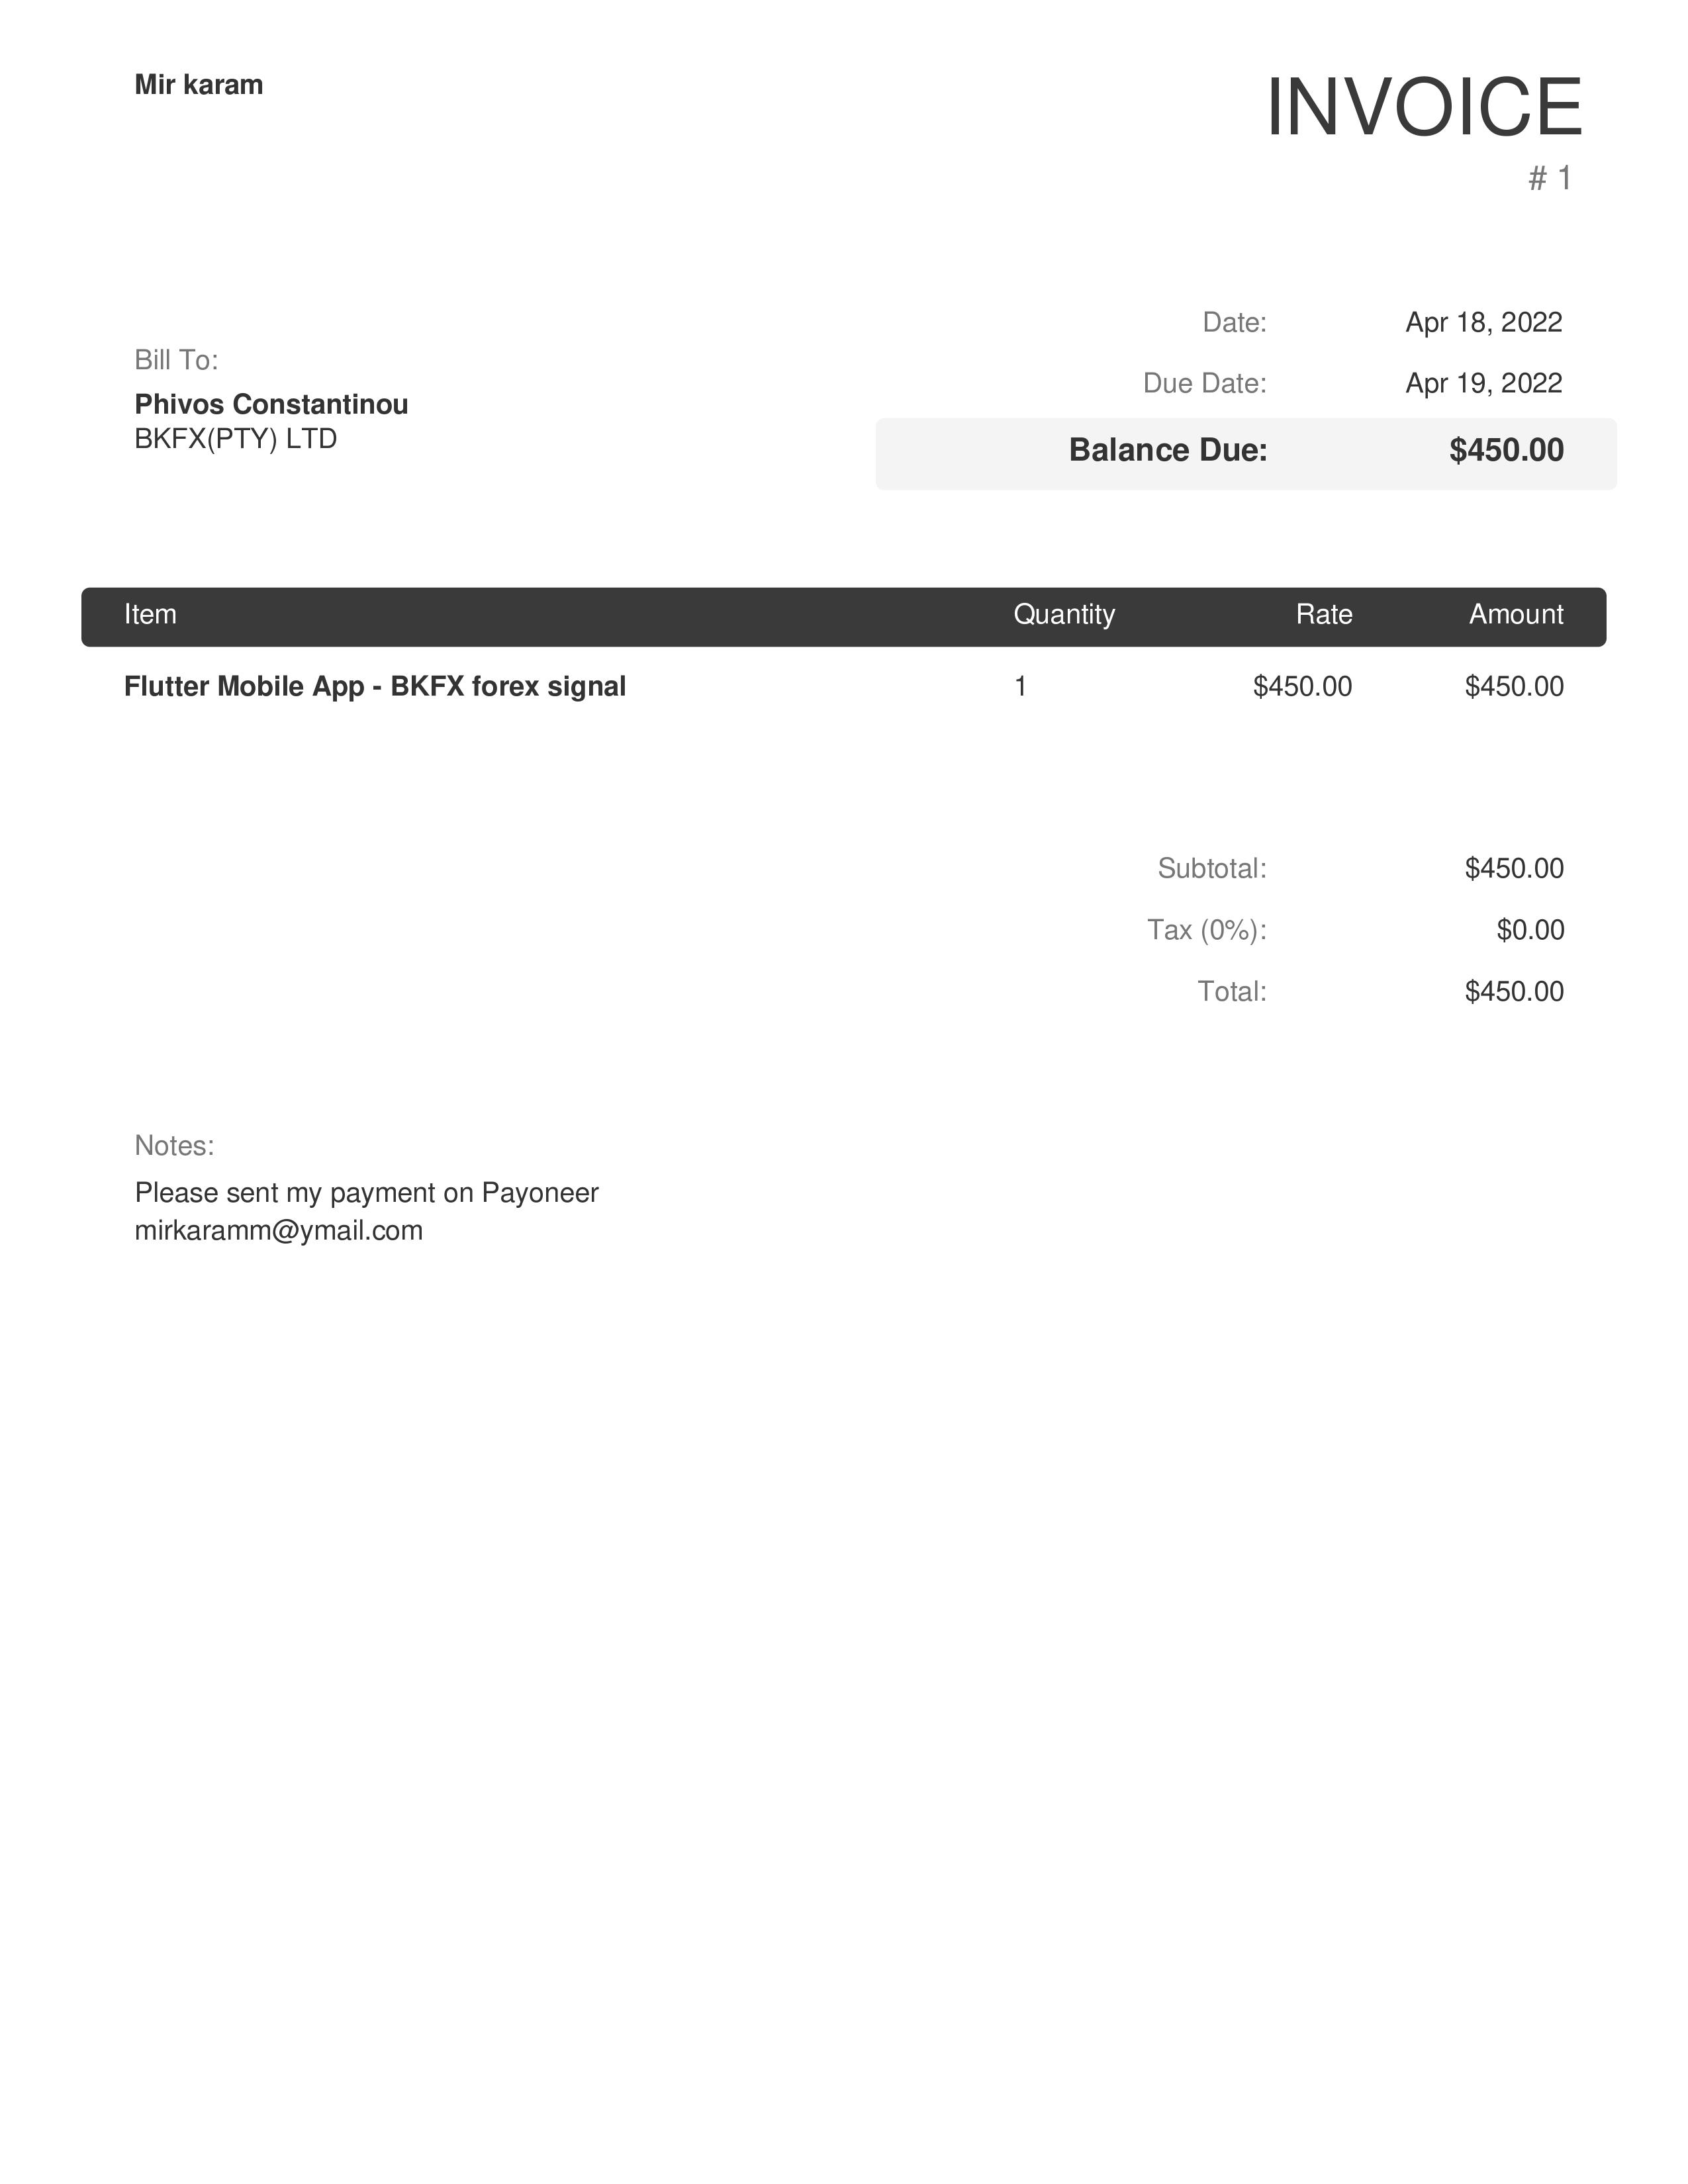 Mir karam
INVOICE
# 1
Date: Apr 18, 2022
Bill To:
Due Date: Apr 19, 2022
Phivos Constantinou
BKFX(PTY) LTD
Balance Due: $450.00
Item Quantity Rate Amount
Flutter Mobile App - BKFX forex signal 1 $450.00 $450.00
Subtotal: $450.00
Tax (0%): $0.00
Total: $450.00
Notes:
Please sent my payment on Payoneer
mirkaramm@ymail.com